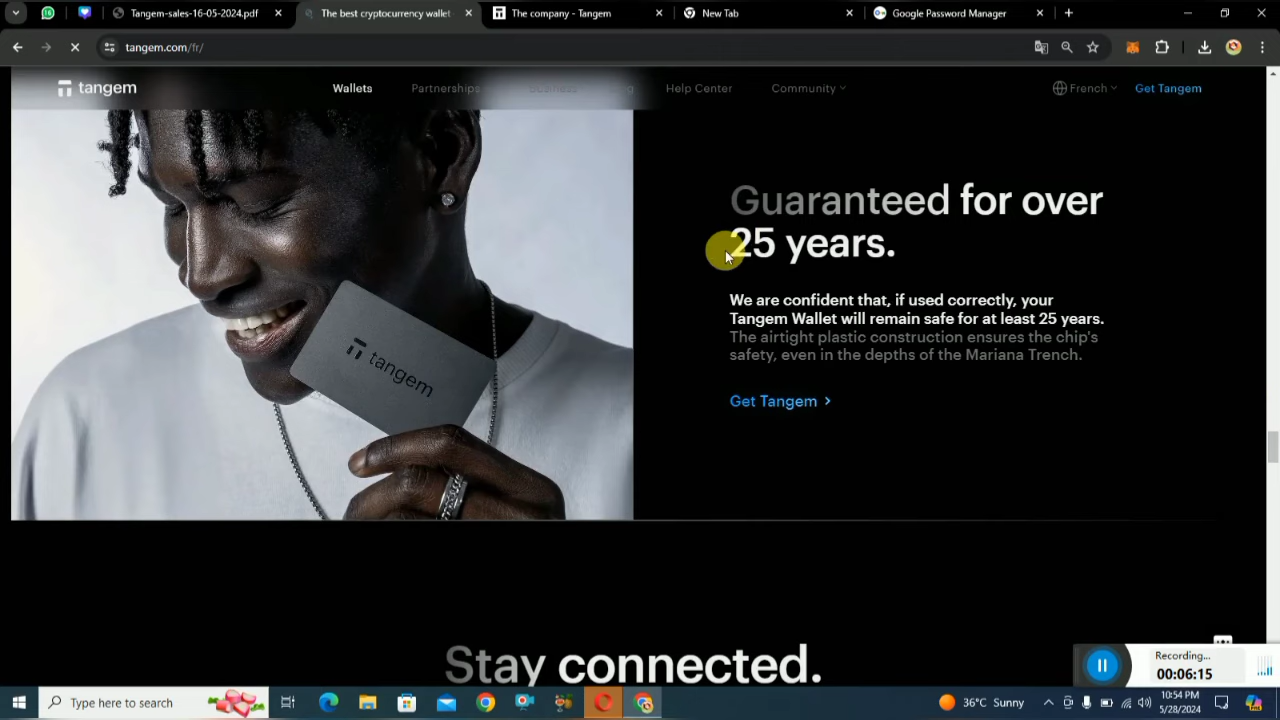 Tangem-sales-16-05-2024.pdf
The best cryptocurrency wallet
The company - Tangem
New Tab
Google Password Manager
tangem.com/fr/
tangem
Wallets
Partnerships
Business
Help Center
Community
French
Get Tangem
tangem
Guaranteed for over
25 years.
We are confident that, if used correctly, your
Tangem Wallet will remain safe for at least 25 years.
The airtight plastic construction ensures the chip's
safety, even in the depths of the Mariana Trench.
Get Tangem
Stay connected.
Recording...
00:06:15
Type here to search
36°C Sunny
10:54 PM
5/28/2024